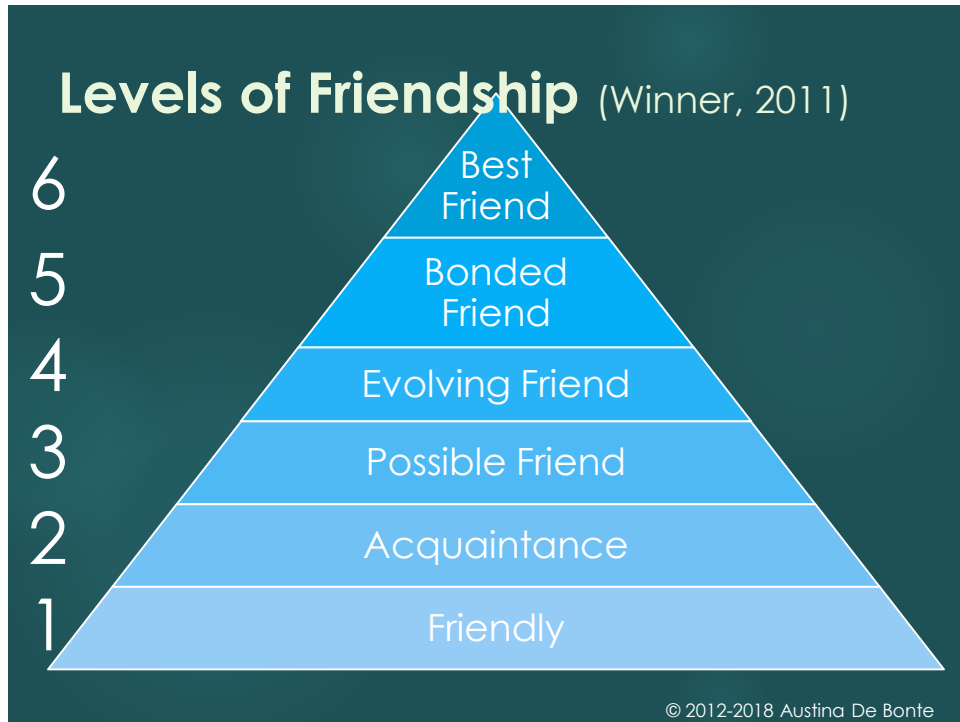 Levels of Friendship (Winner, 2011)
6
Best
Friend
5
Bonded
Friend
4
Evolving Friend
3
Possible Friend
2
Acquaintance
1
Friendly
© 2012-2018 Austina De Bonte